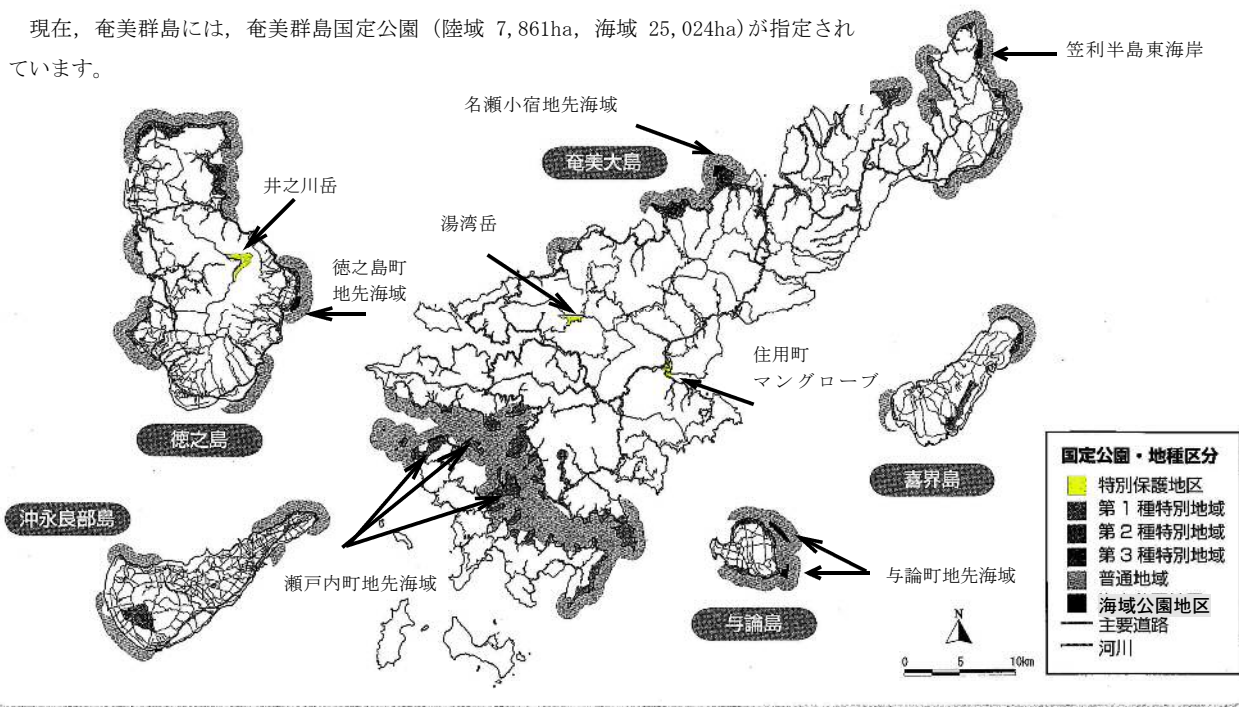 現在，奄美群島には，奄美群島国定公園（陸域 7,861ha，海域 25,024ha)が指定され
ています。
笠利半島東海岸
名瀬小宿地先海域
奄美大島
井之川岳
湯湾岳
徳之島町
地先海域
住用町
マングローブ
徳之島
喜界島
沖永良部島
瀬戸内町地先海域
与論町地先海域
与論島
国定公園・地種区分
特別保護地区
第１種特別地域
第２種特別地域
第３種特別地域
普通地域
海域公園地区
主要道路
河川
N
0 5 10km